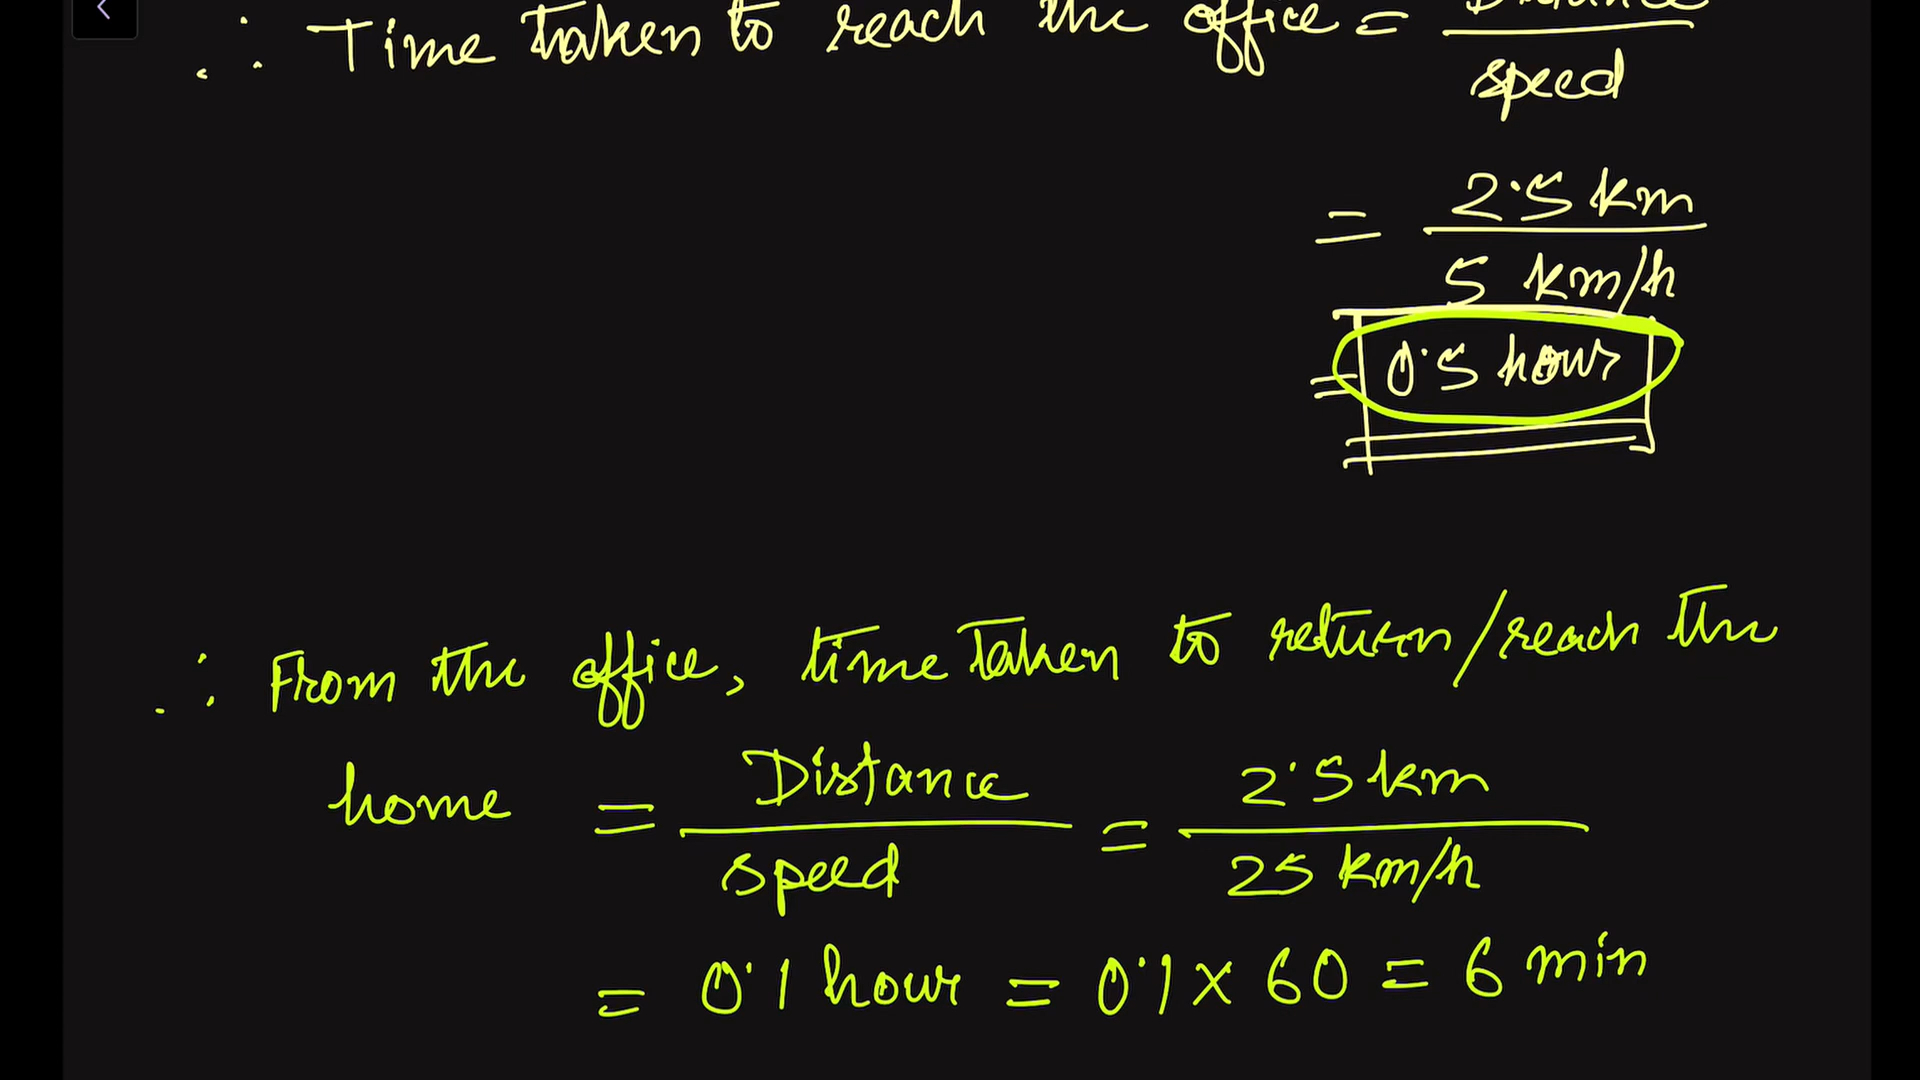 ∴ Time taken to reach the office = Distance / speed
= 2.5 km / 5 km/h
= 0.5 hour
∴ From the office, time taken to return/reach the
home = Distance / speed = 2.5 km / 25 km/h
= 0.1 hour = 0.1 × 60 = 6 min